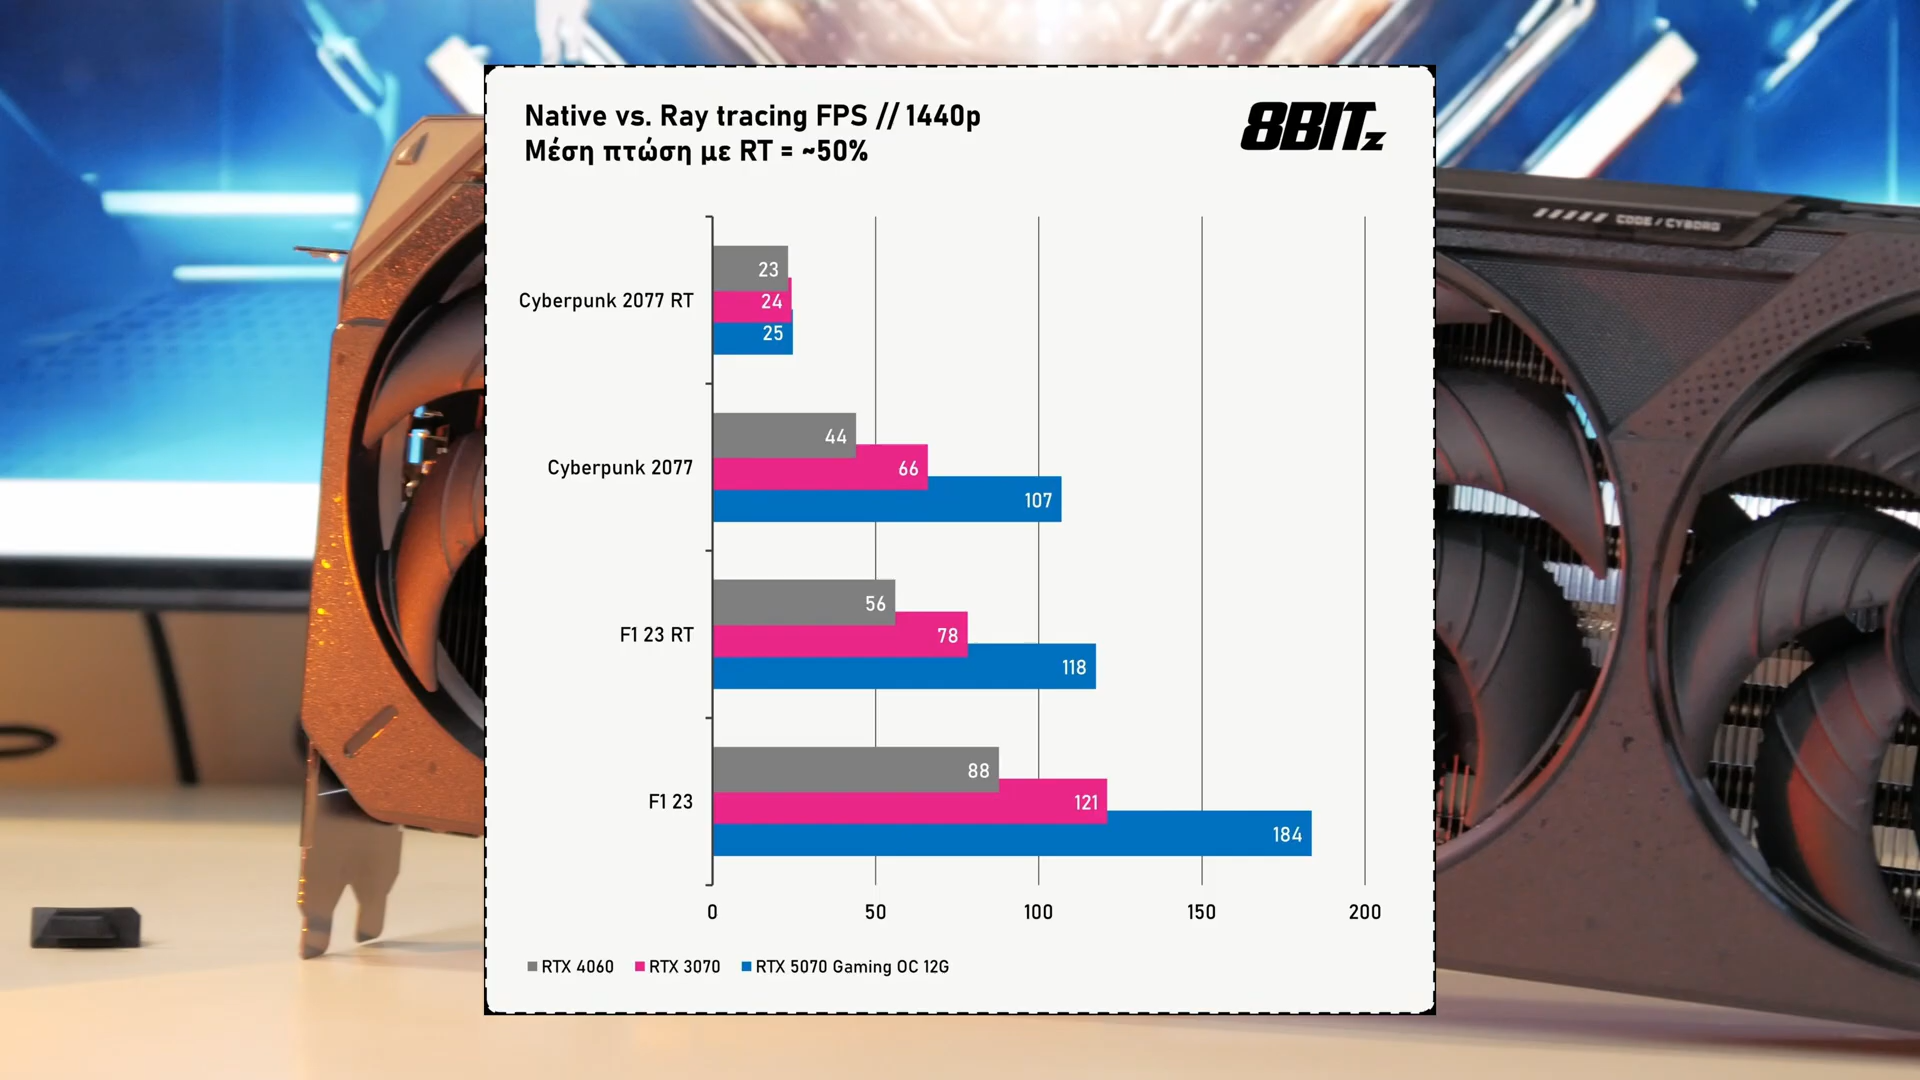 Native vs. Ray tracing FPS // 1440p
Μέση πτώση με RT = ~50%
8BITz
CODE / CYBORG
Cyberpunk 2077 RT
23
24
25
Cyberpunk 2077
44
66
107
F1 23 RT
56
78
118
F1 23
88
121
184
0 50 100 150 200
RTX 4060 RTX 3070 RTX 5070 Gaming OC 12G